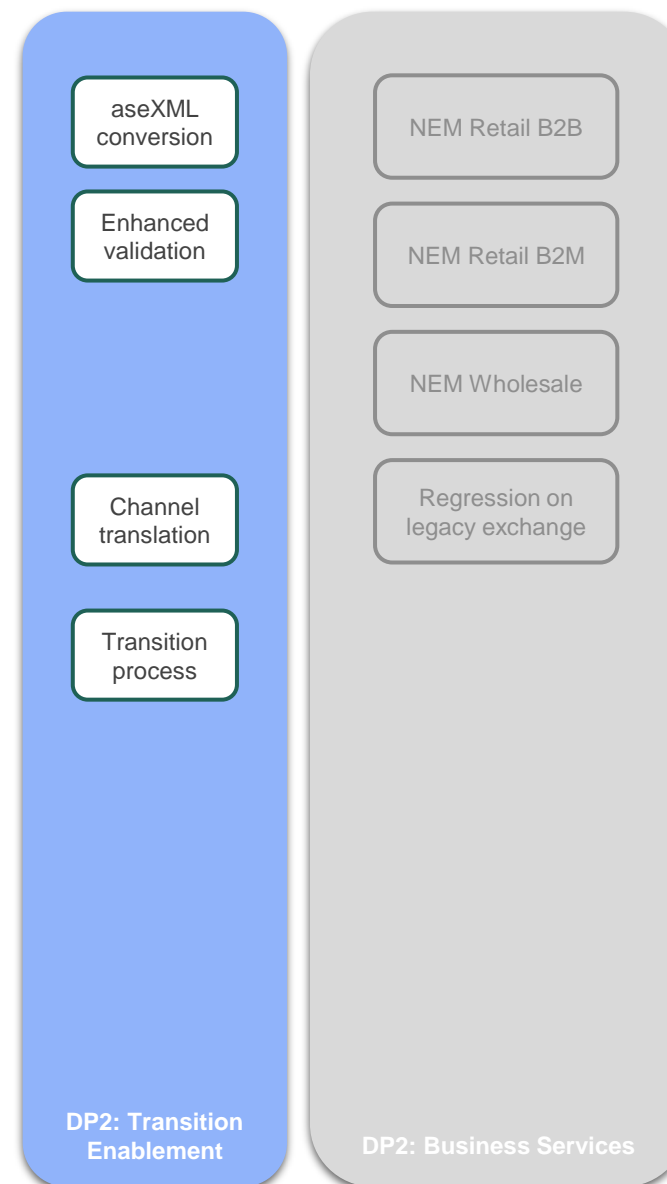 aseXML
conversion
Enhanced
validation
Channel
translation
Transition
process
DP2: Transition
Enablement
NEM Retail B2B
NEM Retail B2M
NEM Wholesale
Regression on
legacy exchange
DP2: Business Services